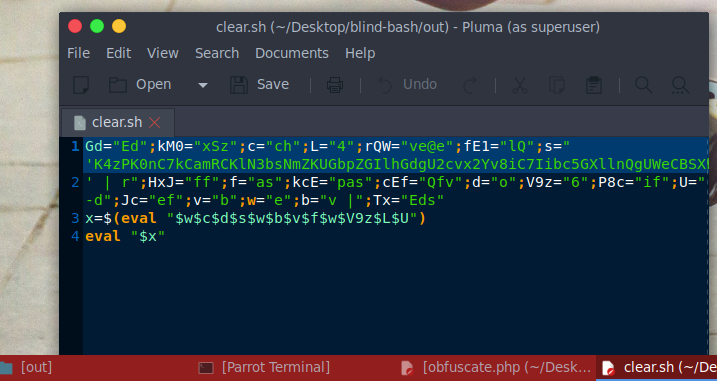 clear.sh (~/Desktop/blind-bash/out) - Pluma (as superuser)
File Edit View Search Documents Help
Open Save Undo
clear.sh
1 Gd="Ed";kM0="xSz";c="ch";L="4";rQW="ve@e";fE1="lQ";s="
'K4zPK0nC7kCamRCKlN3bsNmZKUGbpZGIlhGdgU2cvx2Yv8iC7Iibc5GXllnQgUWeCBSX
2 ' | r";HxJ="ff";f="as";kcE="pas";cEf="Qfv";d="o";V9z="6";P8c="if";U="
-d";Jc="ef";v="b";w="e";b="v |";Tx="Eds"
3 x=$(eval "$w$c$d$s$w$b$v$f$w$V9z$L$U")
4 eval "$x"
[out] [Parrot Terminal] [obfuscate.php (~/Desk... clear.sh (~/De